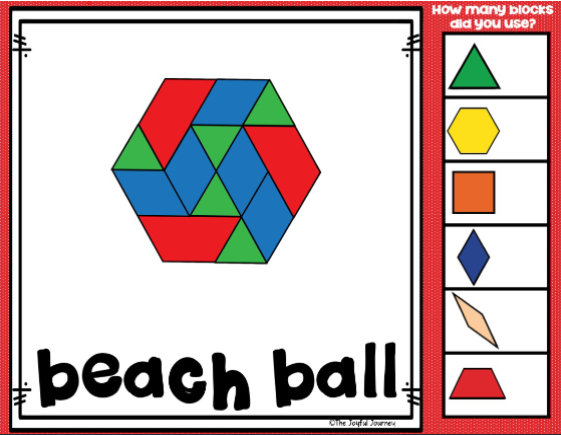 How many blocks
did you use?
beach ball
©The Joyful Journey